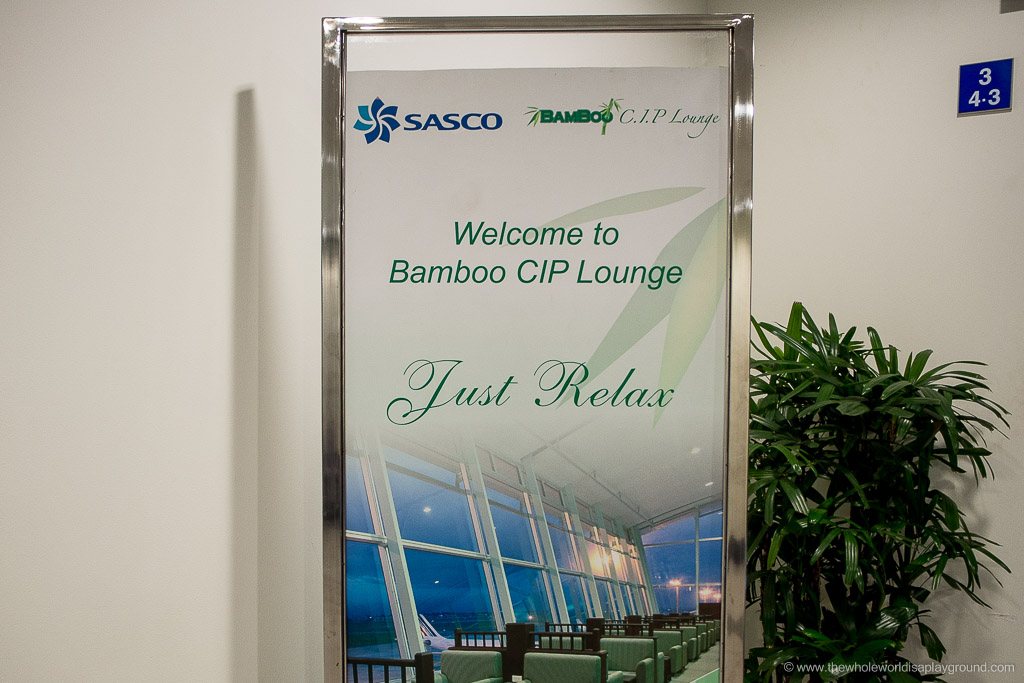 SASCO
BAMBOO C.I.P Lounge
3
4·3
Welcome to
Bamboo CIP Lounge
Just Relax
© www.thewholeworldisaplayground.com